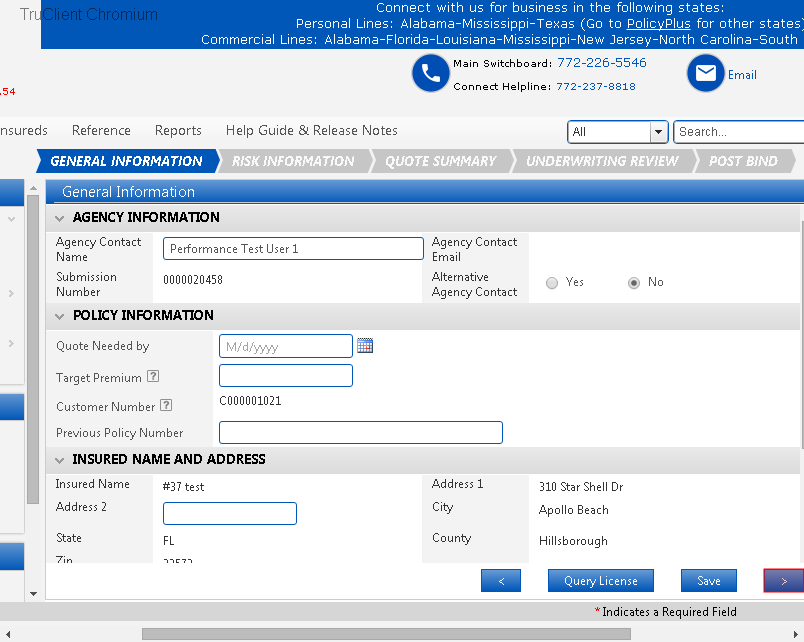 TruClient Chromium
Connect with us for business in the following states:
Personal Lines: Alabama-Mississippi-Texas (Go to PolicyPlus for other states)
Commercial Lines: Alabama-Florida-Louisiana-Mississippi-New Jersey-North Carolina-South
Main Switchboard: 772-226-5546
Connect Helpline: 772-237-8818
Email
.54
nsureds Reference Reports Help Guide & Release Notes
All Search...
GENERAL INFORMATION RISK INFORMATION QUOTE SUMMARY UNDERWRITING REVIEW POST BIND
General Information
AGENCY INFORMATION
Agency Contact Name Performance Test User 1 Agency Contact Email
Submission Number 0000020458 Alternative Agency Contact Yes No
POLICY INFORMATION
Quote Needed by M/d/yyyy
Target Premium ?
Customer Number ? C000001021
Previous Policy Number
INSURED NAME AND ADDRESS
Insured Name #37 test Address 1 310 Star Shell Dr
Address 2 City Apollo Beach
State FL County Hillsborough
Zip
< Query License Save >
* Indicates a Required Field